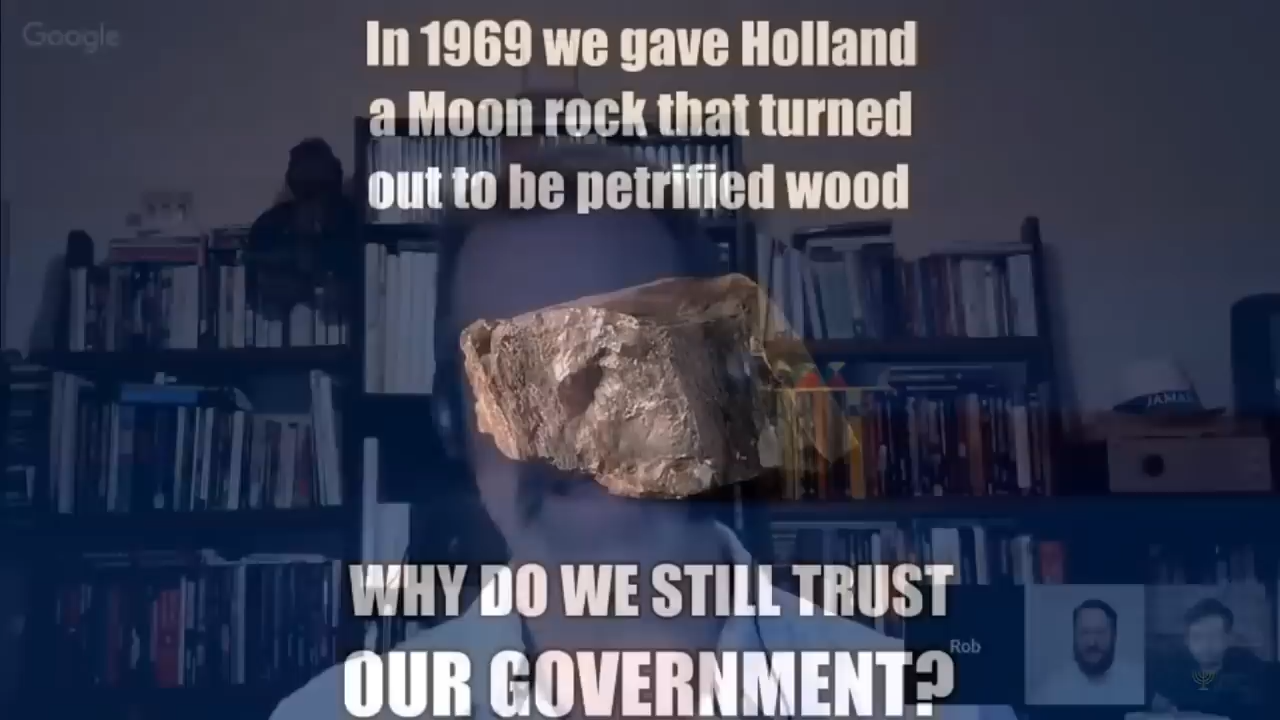 Google
In 1969 we gave Holland
a Moon rock that turned
out to be petrified wood
JAMAI
WHY DO WE STILL TRUST
OUR GOVERNMENT?
Rob